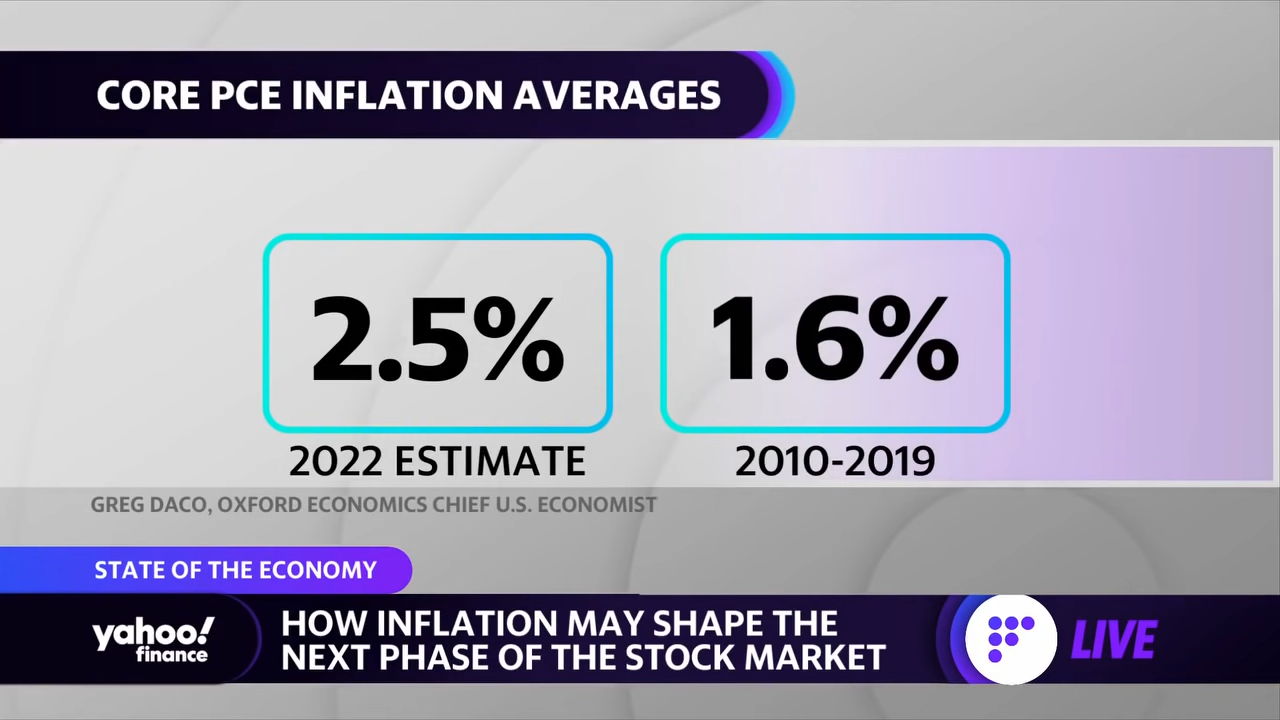 CORE PCE INFLATION AVERAGES
2.5%
1.6%
2022 ESTIMATE
2010-2019
GREG DACO, OXFORD ECONOMICS CHIEF U.S. ECONOMIST
STATE OF THE ECONOMY
yahoo!
finance
HOW INFLATION MAY SHAPE THE
NEXT PHASE OF THE STOCK MARKET
LIVE